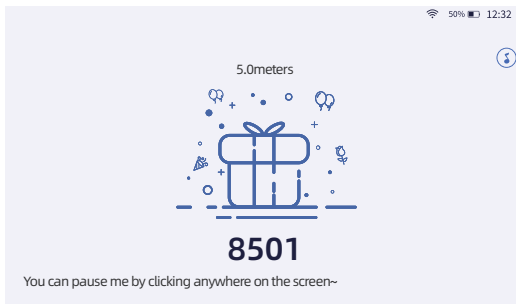 50% 12:32
5.0meters
8501
You can pause me by clicking anywhere on the screen~